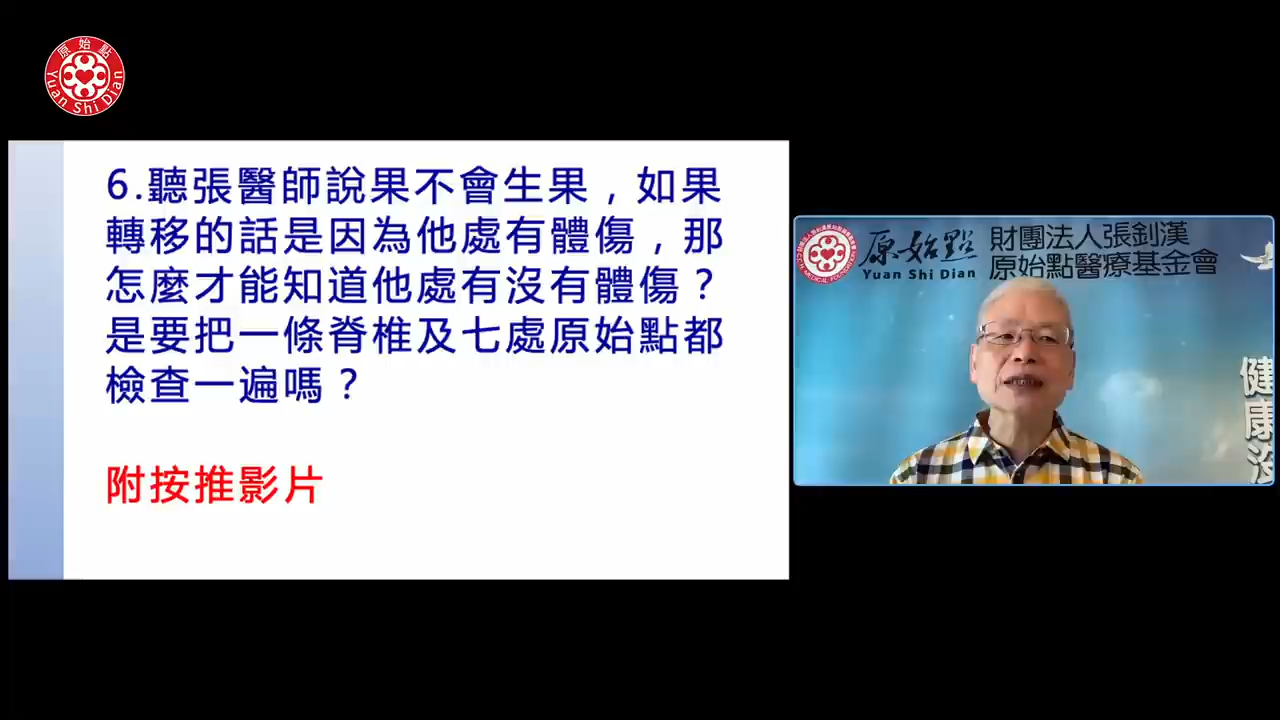 原始點
Yuan Shi Dian
6.聽張醫師說果不會生果，如果
轉移的話是因為他處有體傷，那
怎麼才能知道他處有沒有體傷？
是要把一條脊椎及七處原始點都
檢查一遍嗎？
附按推影片
原始點
Yuan Shi Dian
財團法人張釗漢
原始點醫療基金會
健康